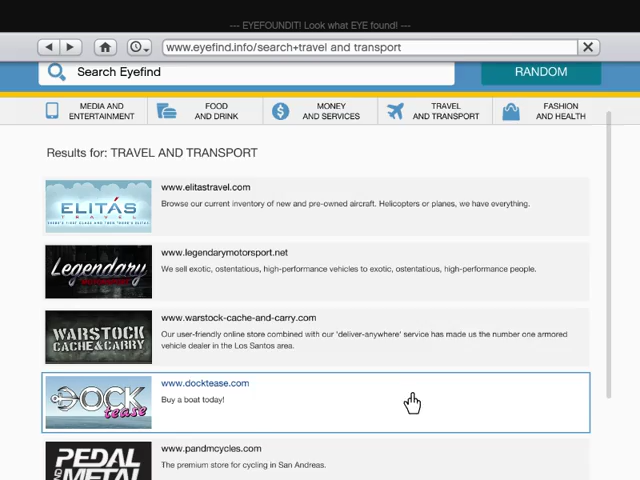 --- EYEFOUNDIT! Look what EYE found! ---
www.eyefind.info/search+travel and transport
Search Eyefind
RANDOM
MEDIA AND
ENTERTAINMENT
FOOD
AND DRINK
MONEY
AND SERVICES
TRAVEL
AND TRANSPORT
FASHION
AND HEALTH
Results for: TRAVEL AND TRANSPORT
ELITÁS
TRAVEL
www.elitastravel.com
Browse our current inventory of new and pre-owned aircraft. Helicopters or planes, we have everything.
Legendary
www.legendarymotorsport.net
We sell exotic, ostentatious, high-performance vehicles to exotic, ostentatious, high-performance people.
WARSTOCK
CACHE & CARRY
www.warstock-cache-and-carry.com
Our user-friendly online store combined with our 'deliver-anywhere' service has made us the number one armored
vehicle dealer in the Los Santos area.
DOCK
tease
www.docktease.com
Buy a boat today!
PEDAL
AND
METAL
www.pandmcycles.com
The premium store for cycling in San Andreas.